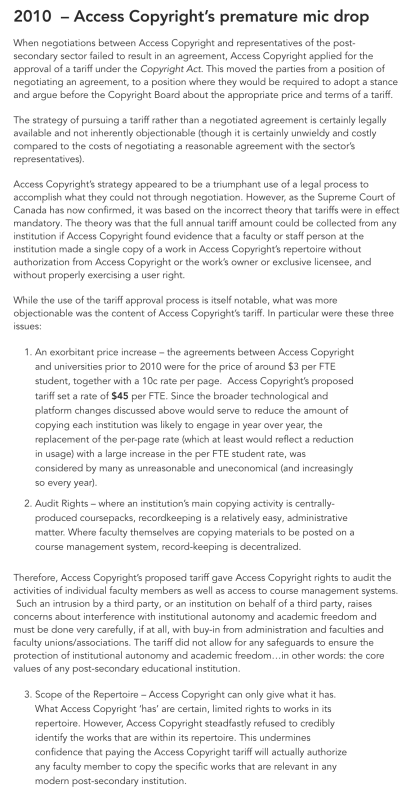 2010  – Access Copyright's premature mic drop
When negotiations between Access Copyright and representatives of the post-
secondary sector failed to result in an agreement, Access Copyright applied for the
approval of a tariff under the Copyright Act. This moved the parties from a position of
negotiating an agreement, to a position where they would be required to adopt a stance
and argue before the Copyright Board about the appropriate price and terms of a tariff.
The strategy of pursuing a tariff rather than a negotiated agreement is certainly legally
available and not inherently objectionable (though it is certainly unwieldy and costly
compared to the costs of negotiating a reasonable agreement with the sector's
representatives).
Access Copyright's strategy appeared to be a triumphant use of a legal process to
accomplish what they could not through negotiation. However, as the Supreme Court of
Canada has now confirmed, it was based on the incorrect theory that tariffs were in effect
mandatory. The theory was that the full annual tariff amount could be collected from any
institution if Access Copyright found evidence that a faculty or staff person at the
institution made a single copy of a work in Access Copyright's repertoire without
authorization from Access Copyright or the work's owner or exclusive licensee, and
without properly exercising a user right.
While the use of the tariff approval process is itself notable, what was more
objectionable was the content of Access Copyright's tariff. In particular were these three
issues:
1. An exorbitant price increase – the agreements between Access Copyright
and universities prior to 2010 were for the price of around $3 per FTE
student, together with a 10c rate per page.  Access Copyright's proposed
tariff set a rate of $45 per FTE. Since the broader technological and
platform changes discussed above would serve to reduce the amount of
copying each institution was likely to engage in year over year, the
replacement of the per-page rate (which at least would reflect a reduction
in usage) with a large increase in the per FTE student rate, was
considered by many as unreasonable and uneconomical (and increasingly
so every year).
2. Audit Rights – where an institution's main copying activity is centrally-
produced coursepacks, recordkeeping is a relatively easy, administrative
matter. Where faculty themselves are copying materials to be posted on a
course management system, record-keeping is decentralized.
Therefore, Access Copyright's proposed tariff gave Access Copyright rights to audit the
activities of individual faculty members as well as access to course management systems.
Such an intrusion by a third party, or an institution on behalf of a third party, raises
concerns about interference with institutional autonomy and academic freedom and
must be done very carefully, if at all, with buy-in from administration and faculties and
faculty unions/associations. The tariff did not allow for any safeguards to ensure the
protection of institutional autonomy and academic freedom…in other words: the core
values of any post-secondary educational institution.
3. Scope of the Repertoire – Access Copyright can only give what it has.
What Access Copyright 'has' are certain, limited rights to works in its
repertoire. However, Access Copyright steadfastly refused to credibly
identify the works that are within its repertoire. This undermines
confidence that paying the Access Copyright tariff will actually authorize
any faculty member to copy the specific works that are relevant in any
modern post-secondary institution.